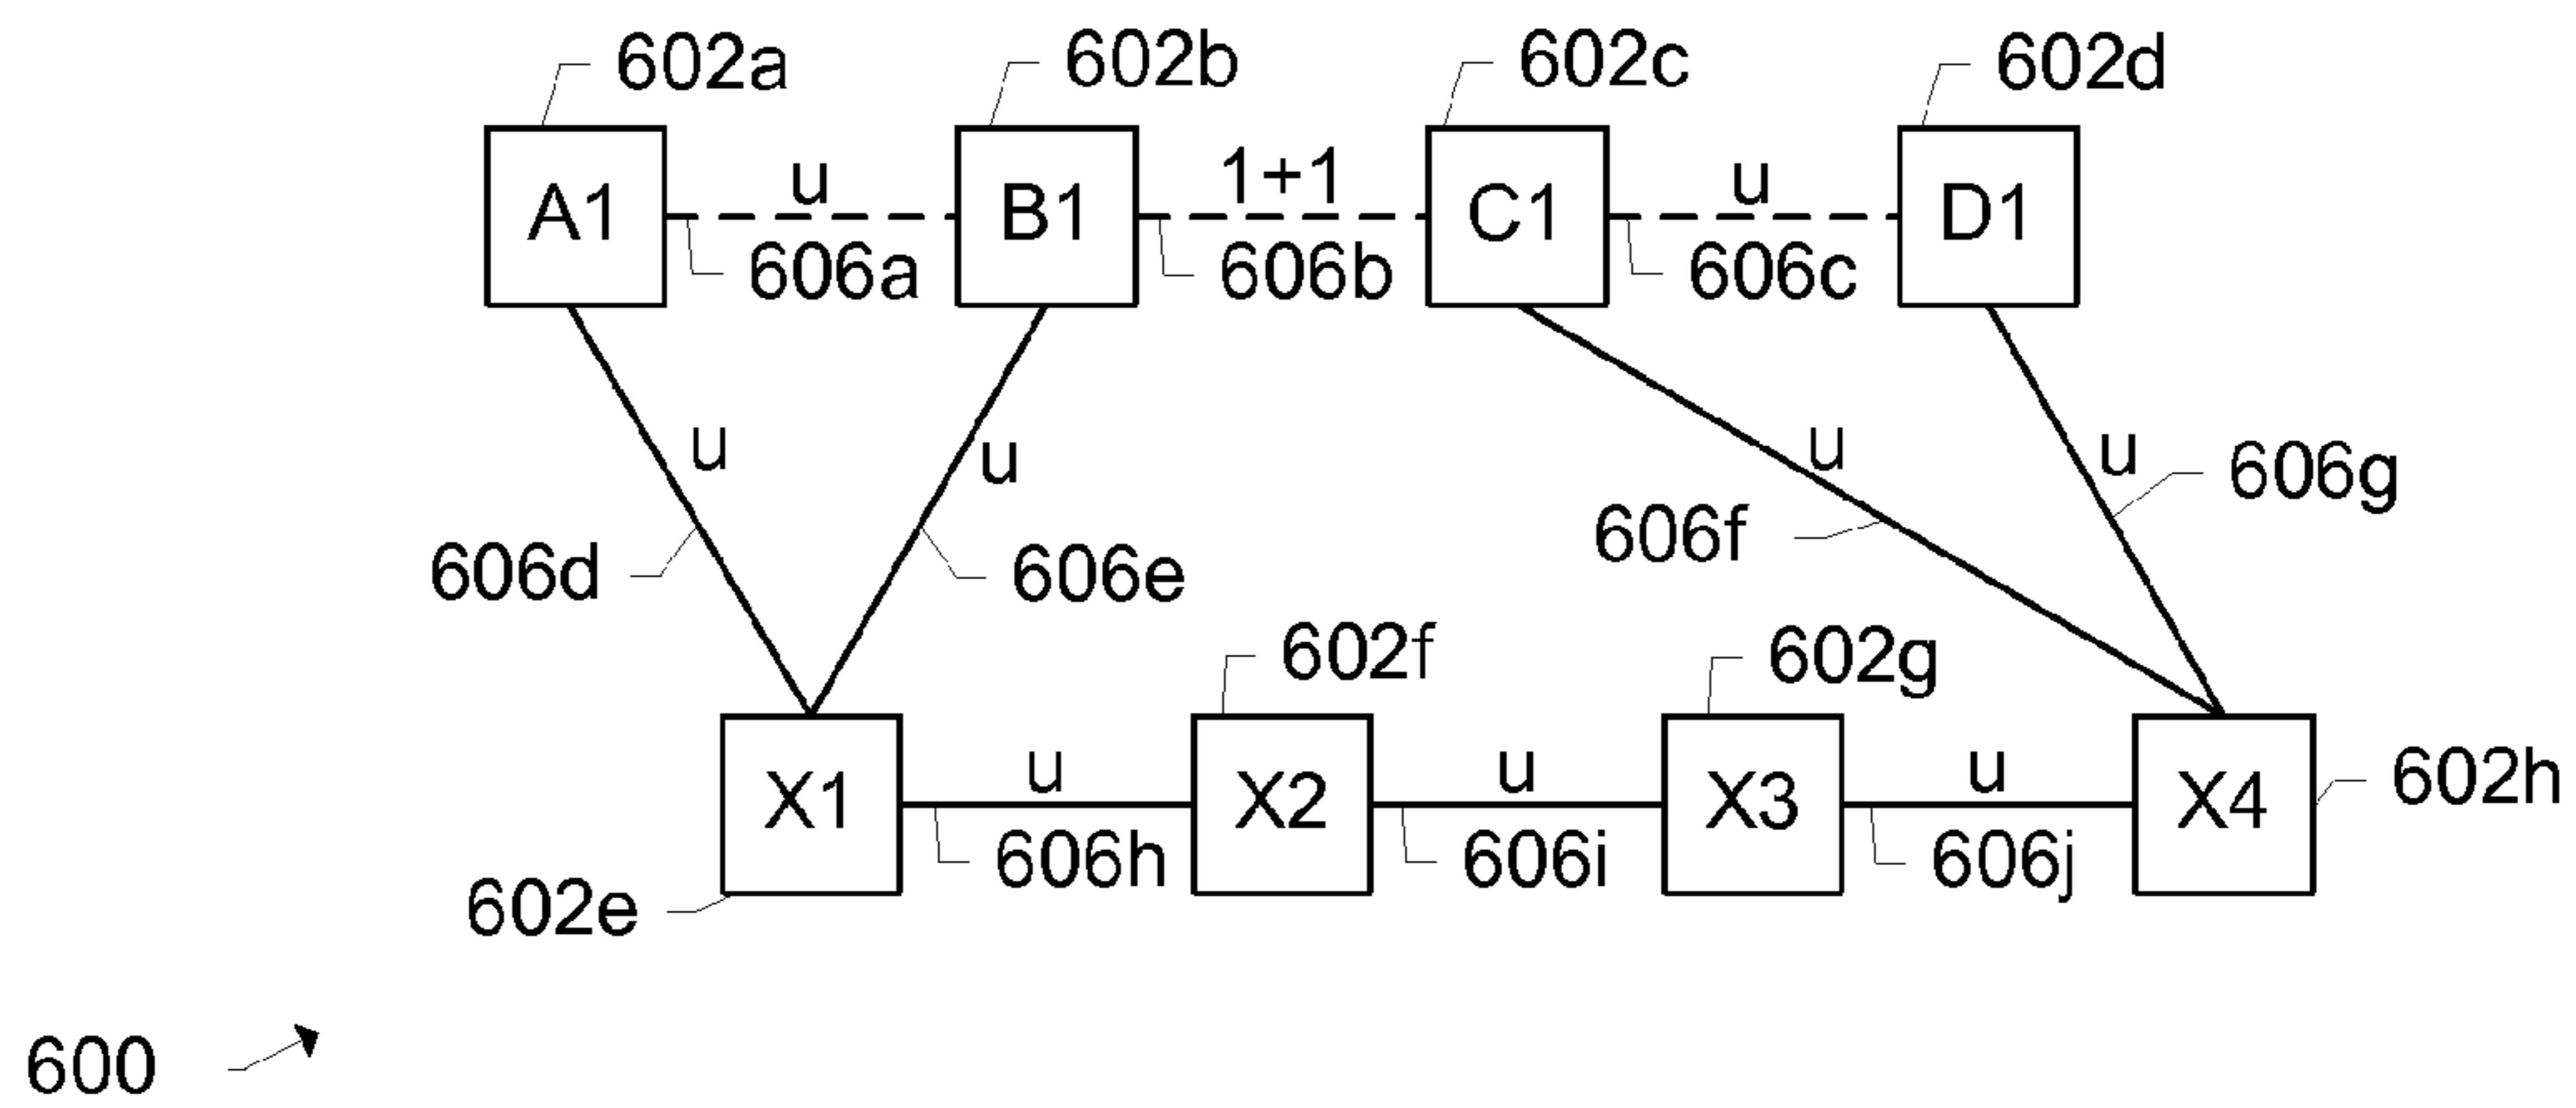 602a 602b 602c 602d
A1 u B1 1+1 C1 u D1
606a 606b 606c
u u u u 606g
606d 606e 606f
602f 602g
X1 u X2 u X3 u X4 602h
606h 606i 606j
602e
600